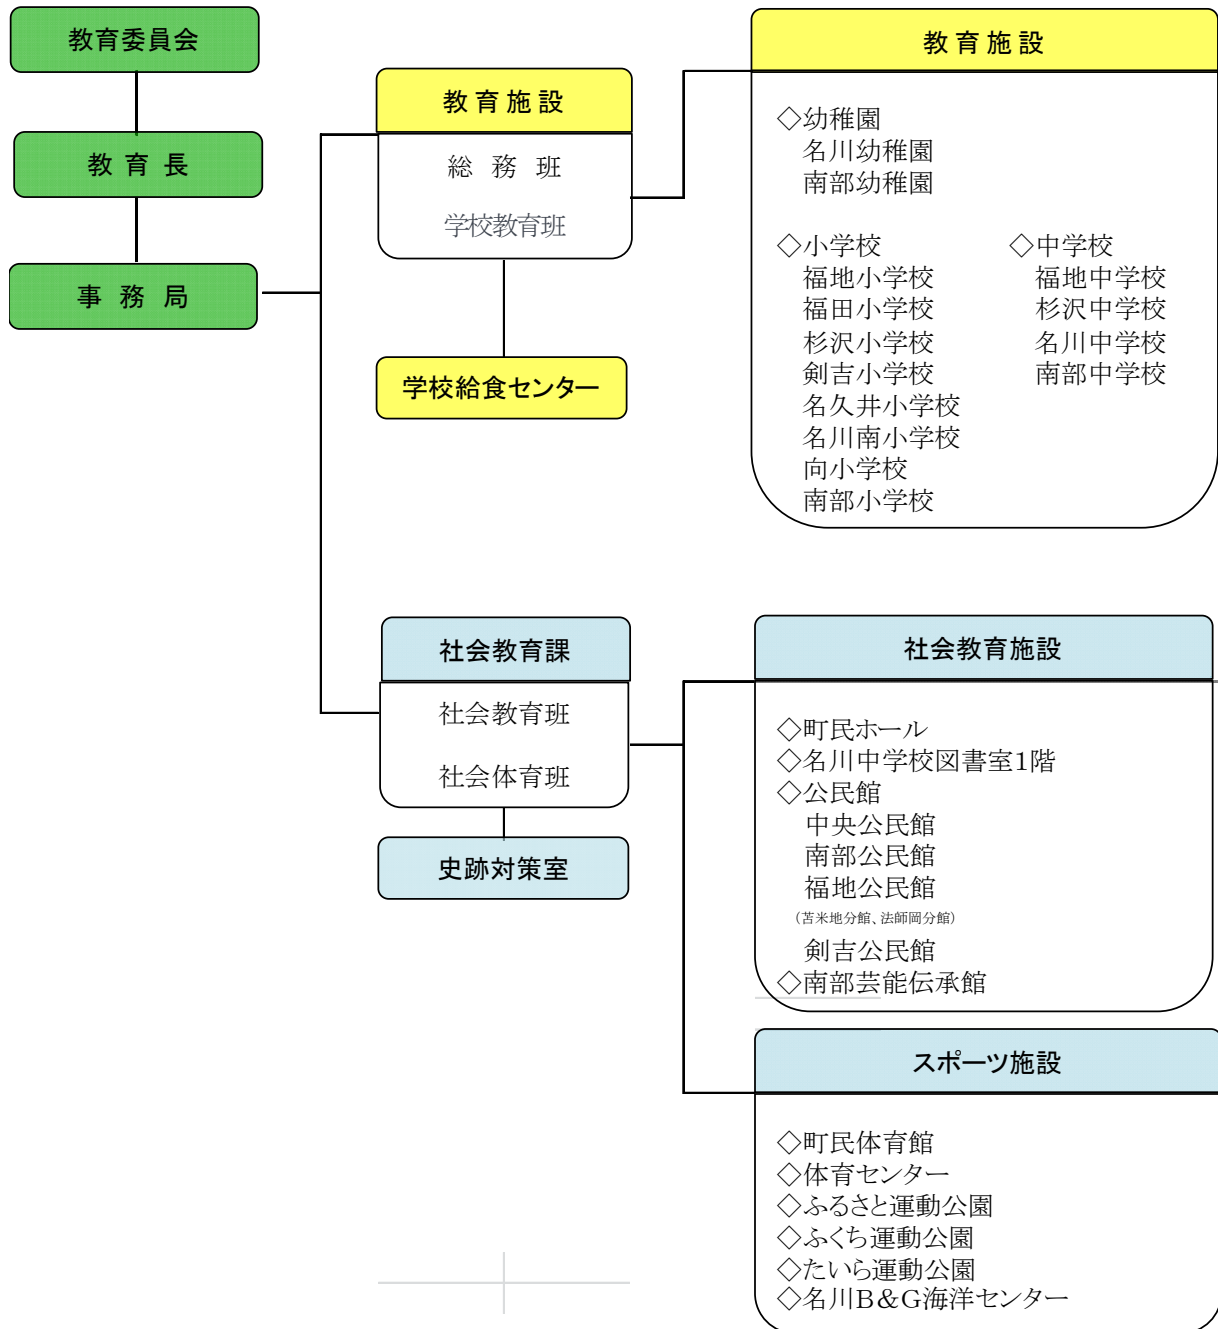 教育委員会
教育長
事務局
教育施設
総務班
学校教育班
学校給食センター
教育施設
◇幼稚園
名川幼稚園
南部幼稚園
◇小学校
福地小学校
福田小学校
杉沢小学校
剣吉小学校
名久井小学校
名川南小学校
向小学校
南部小学校
◇中学校
福地中学校
杉沢中学校
名川中学校
南部中学校
社会教育課
社会教育班
社会体育班
史跡対策室
社会教育施設
◇町民ホール
◇名川中学校図書室1階
◇公民館
中央公民館
南部公民館
福地公民館
(苫米地分館、法師岡分館)
剣吉公民館
◇南部芸能伝承館
スポーツ施設
◇町民体育館
◇体育センター
◇ふるさと運動公園
◇ふくち運動公園
◇たいら運動公園
◇名川B&G海洋センター